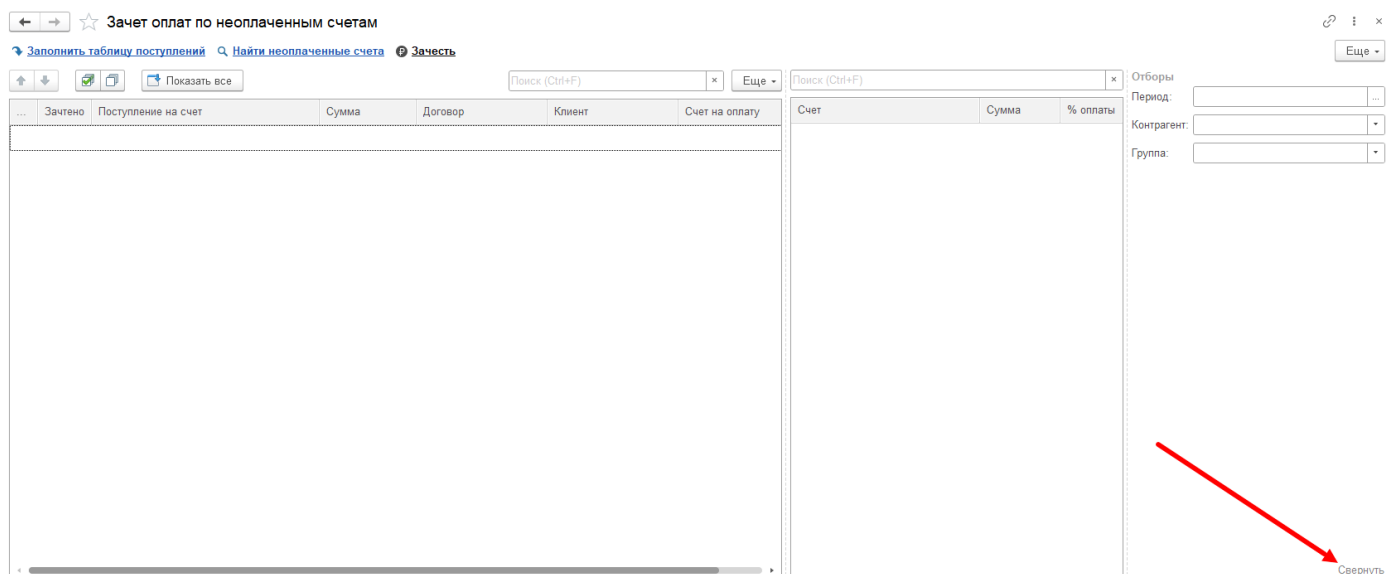 Зачет оплат по неоплаченным счетам
Заполнить таблицу поступлений Найти неоплаченные счета Зачесть
Еще
Показать все
Поиск (Ctrl+F)
×
Еще
Поиск (Ctrl+F)
×
... Зачтено Поступление на счет Сумма Договор Клиент Счет на оплату
Счет Сумма % оплаты
Отборы
Период:
...
Контрагент:
Группа:
Свернуть